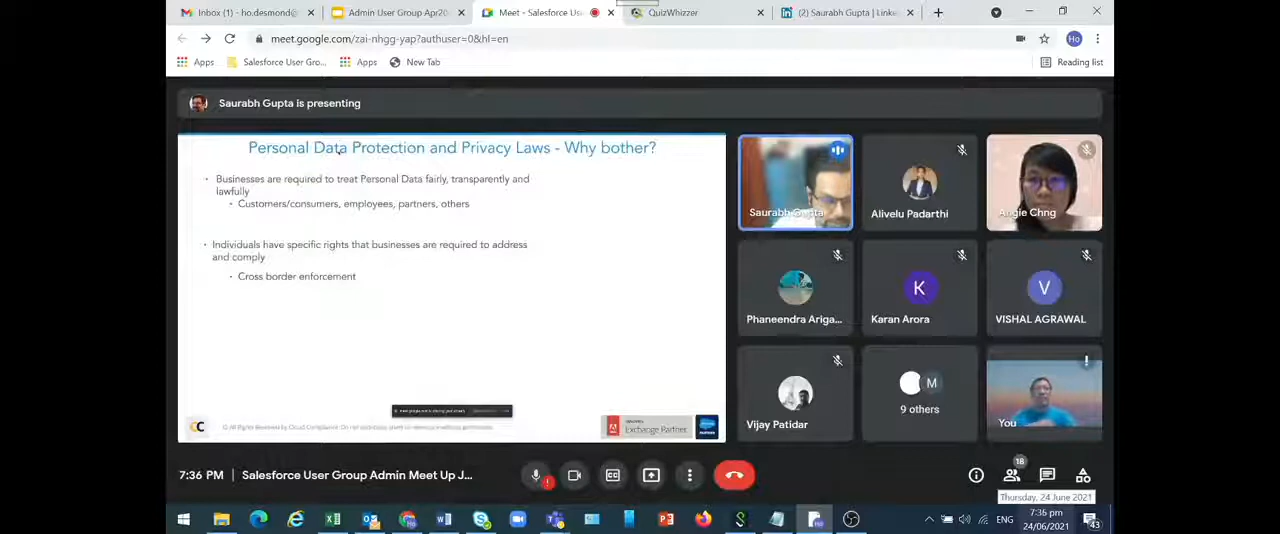 Inbox (1) - ho.desmond@
Admin User Group Apr20
Meet - Salesforce Use
QuizWhizzer
(2) Saurabh Gupta | Linke
meet.google.com/zai-nhgg-yap?authuser=0&hl=en
Ho
Apps
Salesforce User Gro...
Apps
New Tab
Reading list
Saurabh Gupta is presenting
Personal Data Protection and Privacy Laws - Why bother?
Businesses are required to treat Personal Data fairly, transparently and
lawfully
Customers/consumers, employees, partners, others
Individuals have specific rights that businesses are required to address
and comply
Cross border enforcement
Exchange Partner
Saurabh Gupta
Alivelu Padarthi
Angie Chng
Phaneendra Ariga...
K
Karan Arora
V
VISHAL AGRAWAL
Vijay Patidar
M
9 others
You
7:36 PM | Salesforce User Group Admin Meet Up J...
18
Thursday, 24 June 2021
ENG
7:36 pm
24/06/2021
43